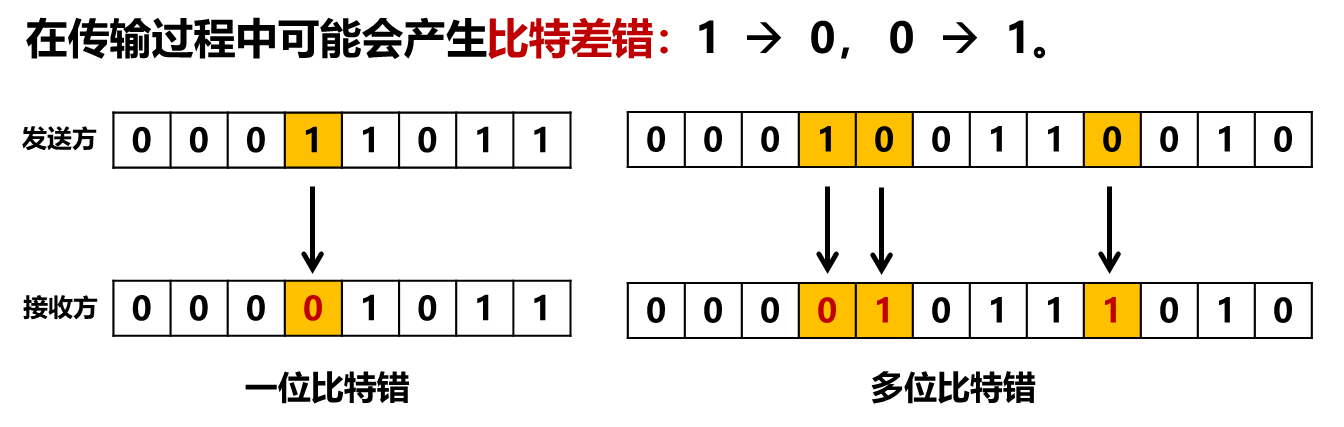 在传输过程中可能会产生比特差错：1 → 0，0 → 1。
发送方 0 0 0 1 1 0 1 1
0 0 0 1 0 0 1 1 0 0 1 0
接收方 0 0 0 0 1 0 1 1
0 0 0 0 1 0 1 1 1 0 1 0
一位比特错
多位比特错